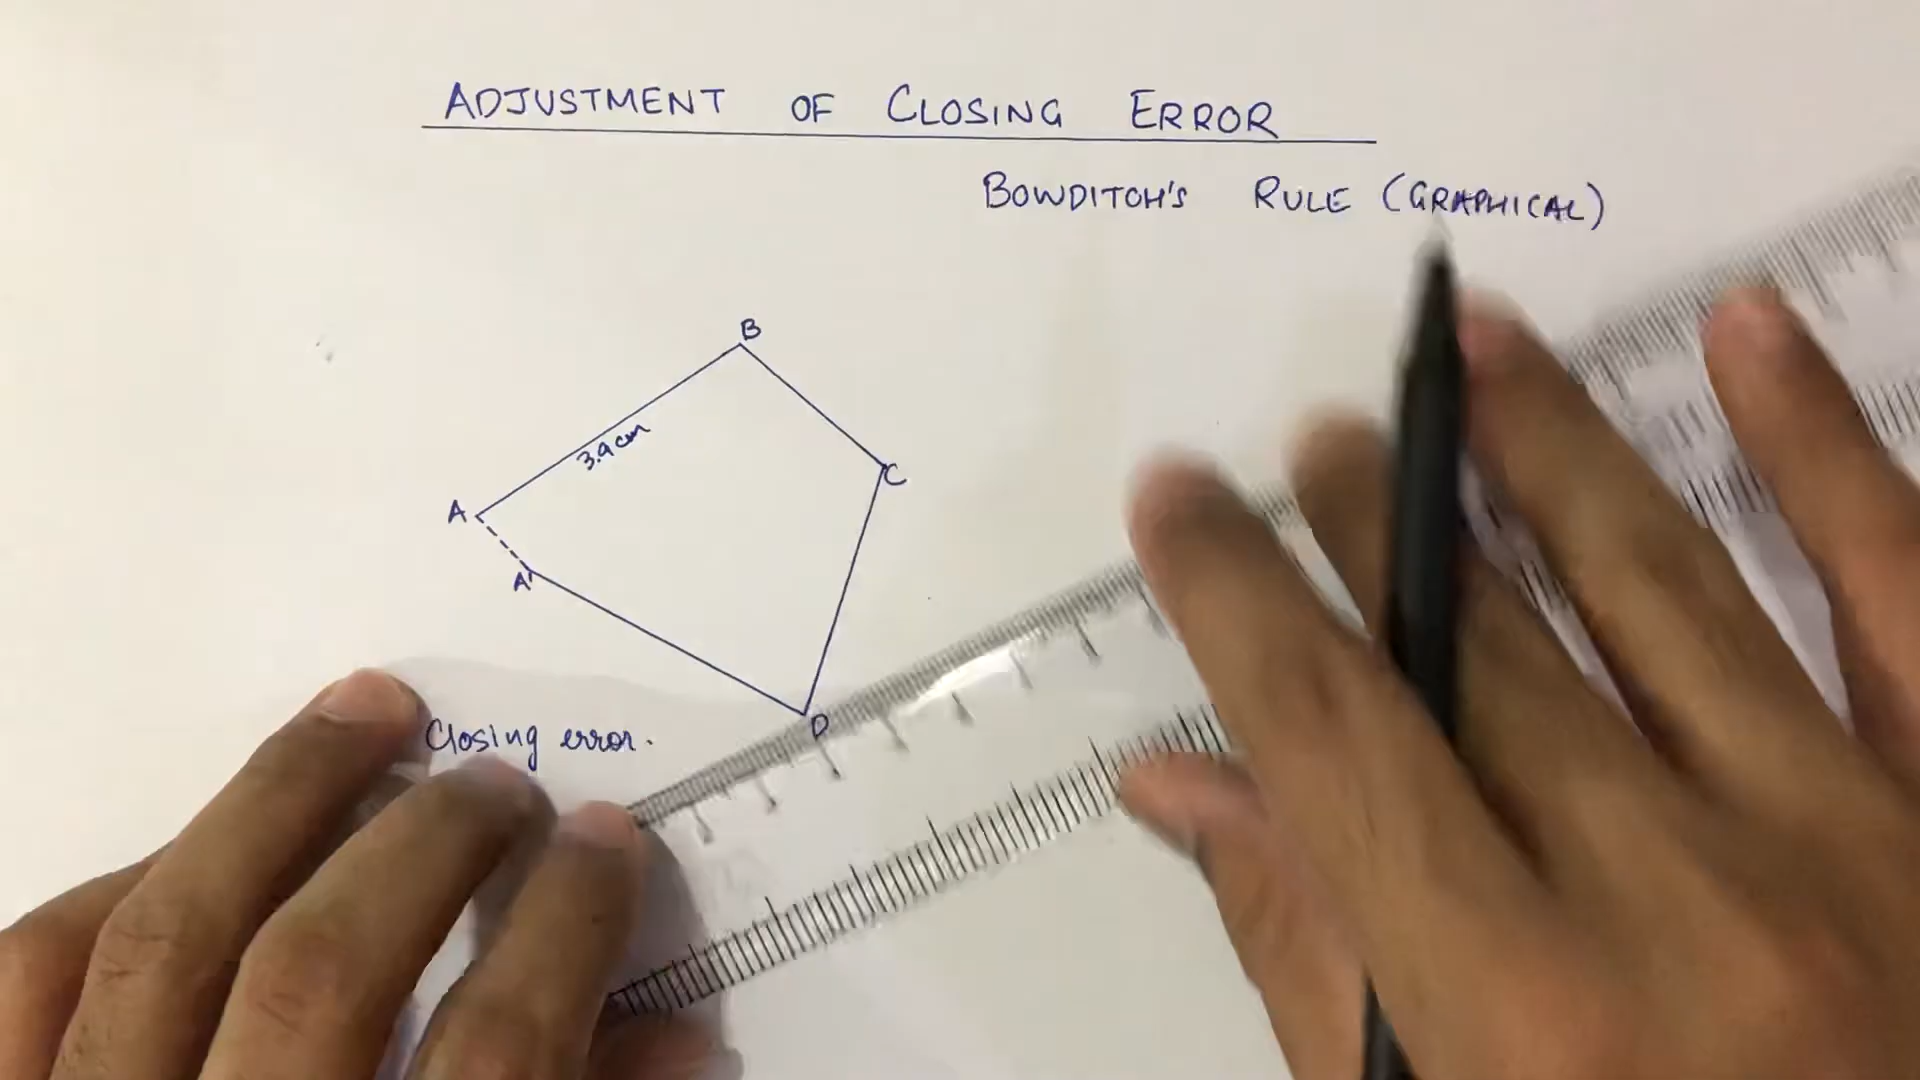 ADJUSTMENT OF CLOSING ERROR
BOWDITCH'S RULE (GRAPHICAL)
B
3.9 cm
C
A
A'
D
Closing error.